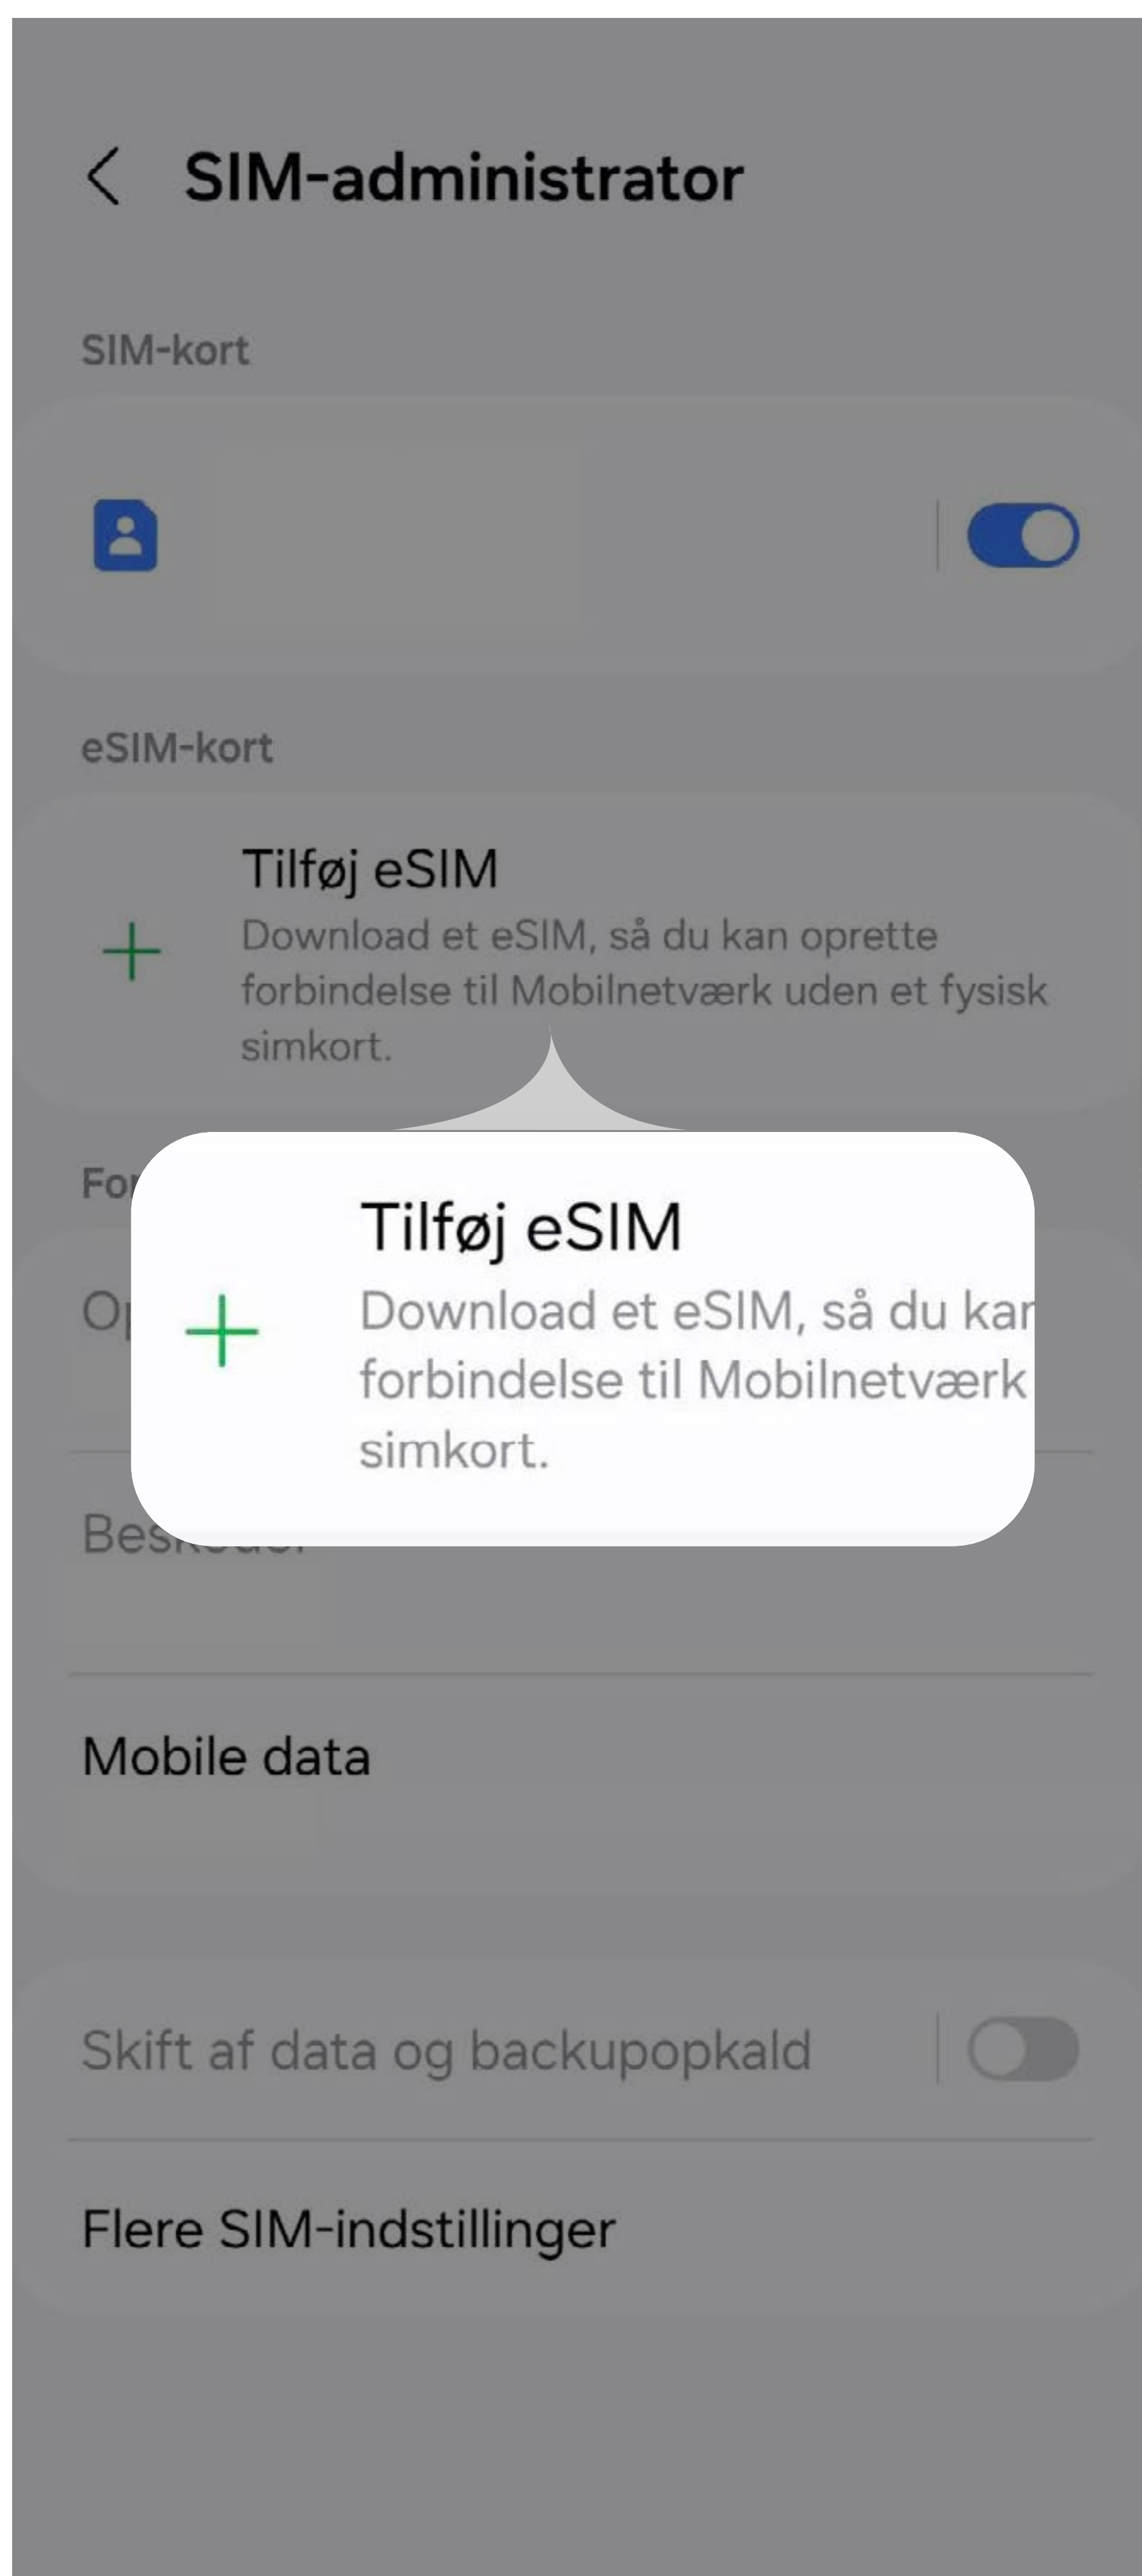 SIM-administrator
SIM-kort
eSIM-kort
Tilføj eSIM
Download et eSIM, så du kan oprette
forbindelse til Mobilnetværk uden et fysisk
simkort.
Tilføj eSIM
Download et eSIM, så du kan
forbindelse til Mobilnetværk
simkort.
Beskeder
Mobile data
Skift af data og backupopkald
Flere SIM-indstillinger